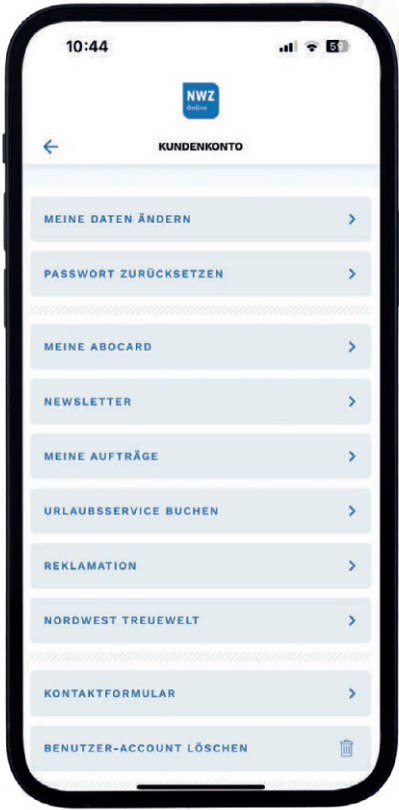 10:44
59
NWZ
Online
KUNDENKONTO
MEINE DATEN ÄNDERN
PASSWORT ZURÜCKSETZEN
MEINE ABOCARD
NEWSLETTER
MEINE AUFTRÄGE
URLAUBSSERVICE BUCHEN
REKLAMATION
NORDWEST TREUEWELT
KONTAKTFORMULAR
BENUTZER-ACCOUNT LÖSCHEN